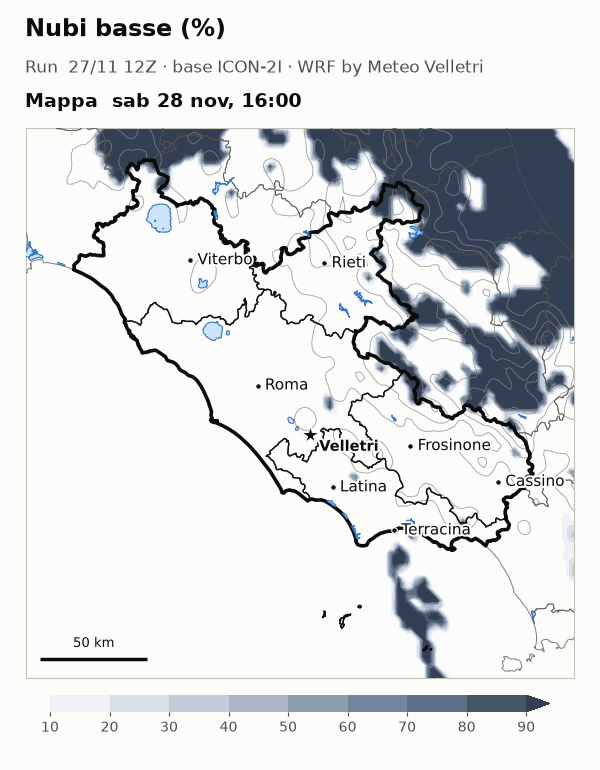 Nubi basse (%)
Run  27/11 12Z · base ICON-2I · WRF by Meteo Velletri
Mappa  sab 28 nov, 16:00
Viterbo
Rieti
Roma
Velletri
Frosinone
Latina
Cassino
Terracina
50 km
10 20 30 40 50 60 70 80 90